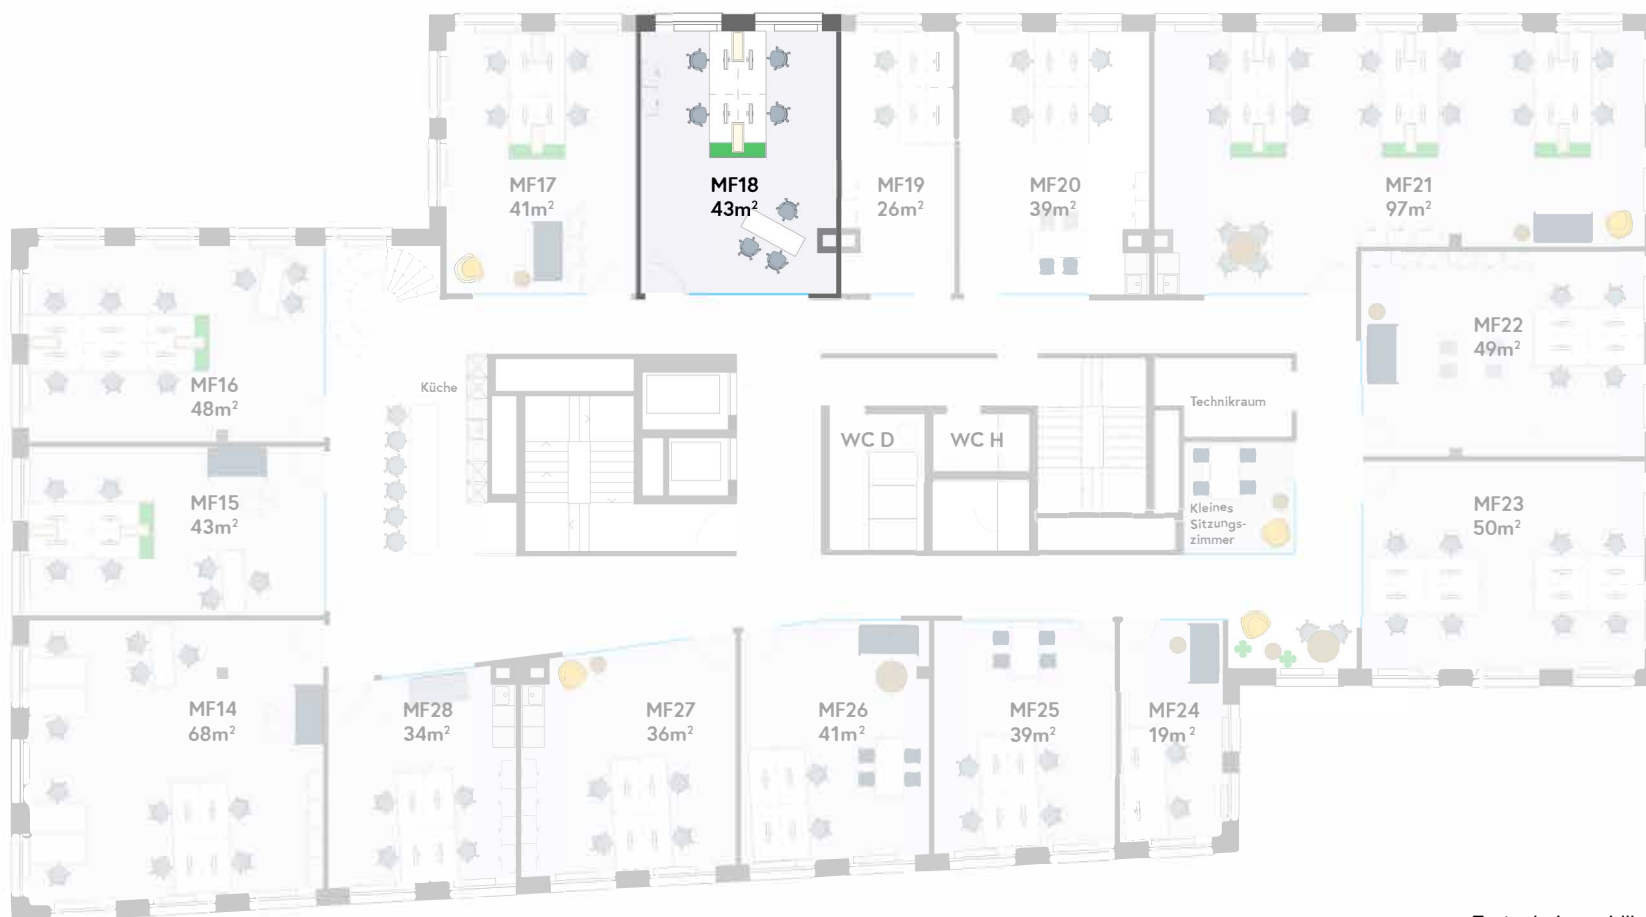 MF17
41m²
MF18
43m²
MF19
26m²
MF20
39m²
MF21
97m²
MF22
49m²
MF16
48m²
Küche
Technikraum
WC D
WC H
MF15
43m²
Kleines
Sitzungs-
zimmer
MF23
50m²
MF14
68m²
MF28
34m²
MF27
36m²
MF26
41m²
MF25
39m²
MF24
19m²